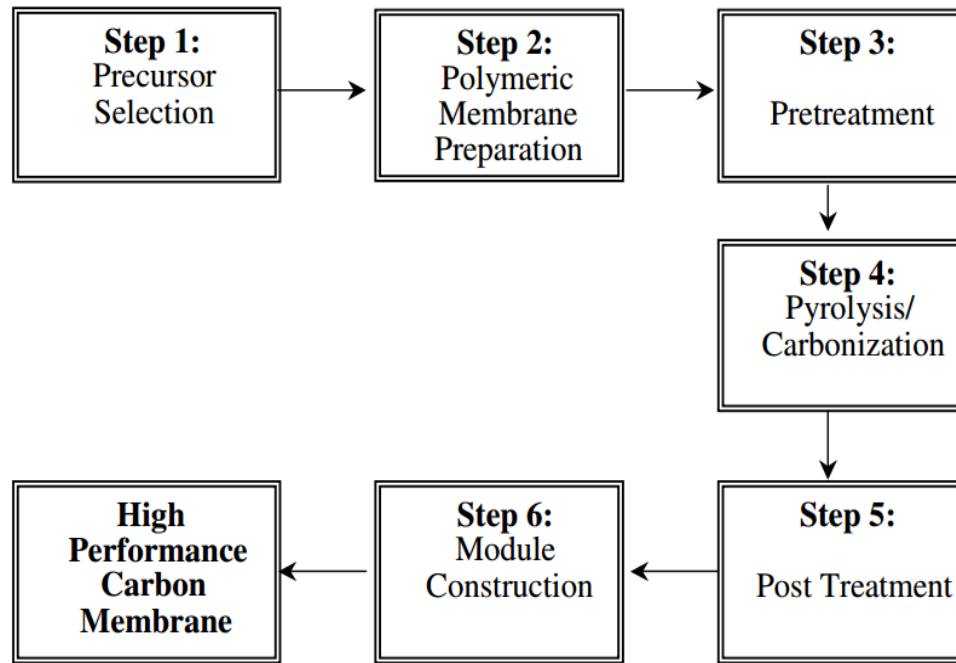 Step 1:
Precursor
Selection
Step 2:
Polymeric
Membrane
Preparation
Step 3:
Pretreatment
Step 4:
Pyrolysis/
Carbonization
Step 5:
Post Treatment
Step 6:
Module
Construction
High
Performance
Carbon
Membrane